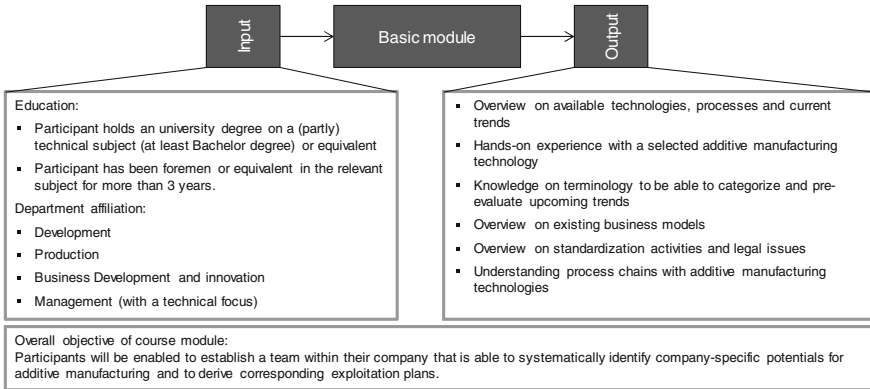 Input
Basic module
Output
Education:
▪ Participant holds an university degree on a (partly)
technical subject (at least Bachelor degree) or equivalent
▪ Participant has been foremen or equivalent in the relevant
subject for more than 3 years.
Department affiliation:
▪ Development
▪ Production
▪ Business Development and innovation
▪ Management (with a technical focus)
▪ Overview on available technologies, processes and current
trends
▪ Hands-on experience with a selected additive manufacturing
technology
▪ Knowledge on terminology to be able to categorize and pre-
evaluate upcoming trends
▪ Overview on existing business models
▪ Overview on standardization activities and legal issues
▪ Understanding process chains with additive manufacturing
technologies
Overall objective of course module:
Participants will be enabled to establish a team within their company that is able to systematically identify company-specific potentials for
additive manufacturing and to derive corresponding exploitation plans.